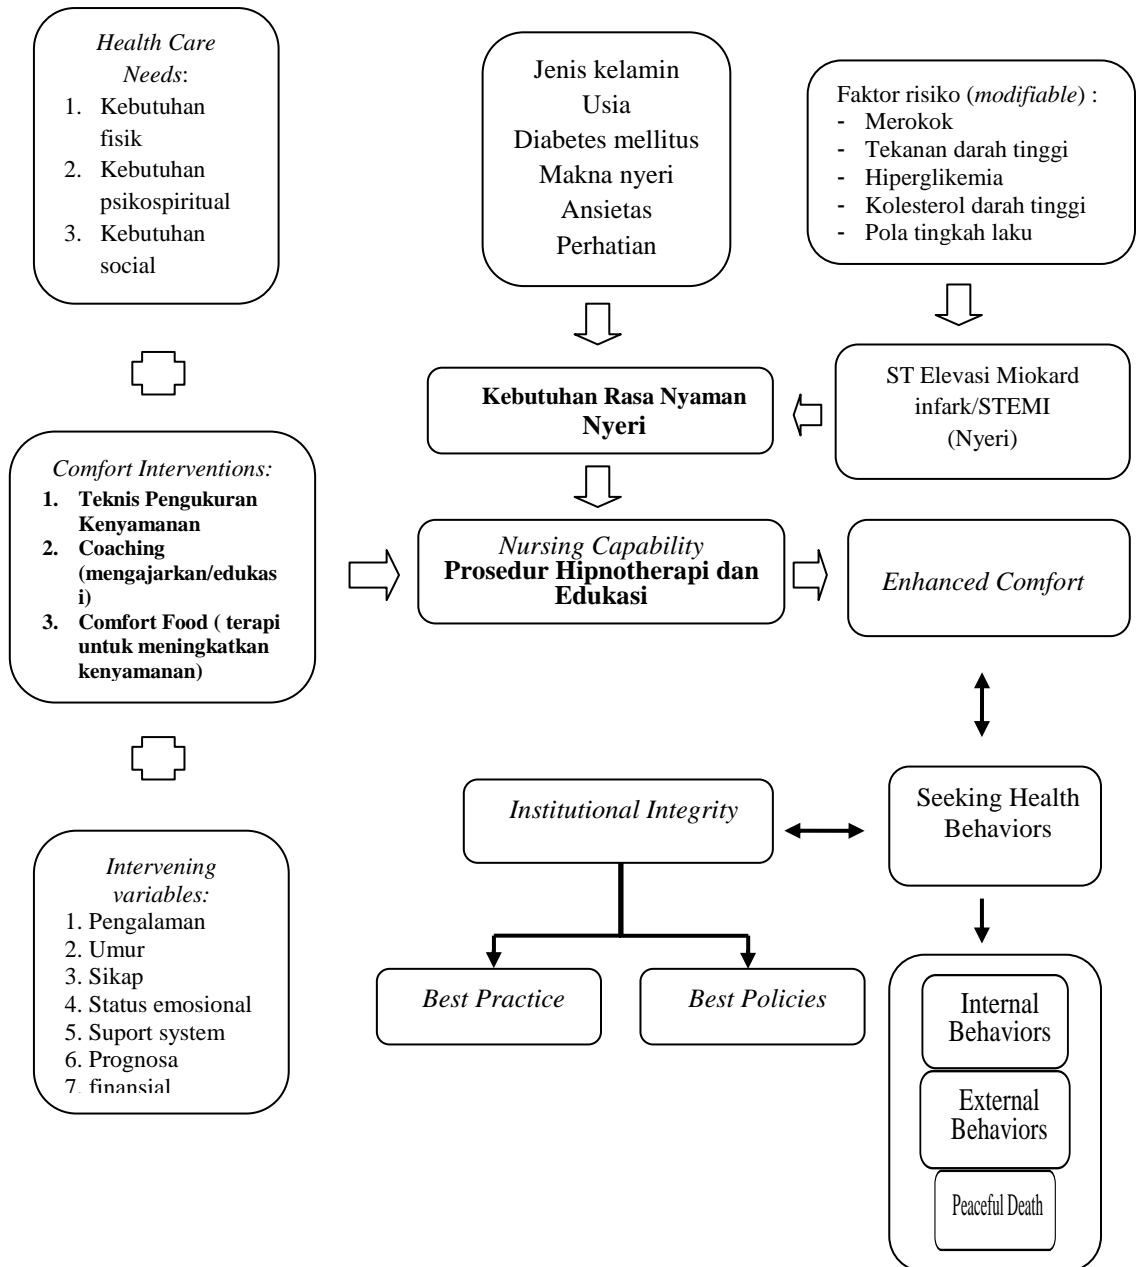 Health Care
Needs:
1. Kebutuhan
fisik
2. Kebutuhan
psikospiritual
3. Kebutuhan
social
Jenis kelamin
Usia
Diabetes mellitus
Makna nyeri
Ansietas
Perhatian
Faktor risiko (modifiable) :
- Merokok
- Tekanan darah tinggi
- Hiperglikemia
- Kolesterol darah tinggi
- Pola tingkah laku
Kebutuhan Rasa Nyaman
Nyeri
ST Elevasi Miokard
infark/STEMI
(Nyeri)
Comfort Interventions:
1. Teknis Pengukuran
Kenyamanan
2. Coaching
(mengajarkan/edukas
i)
3. Comfort Food ( terapi
untuk meningkatkan
kenyamanan)
Nursing Capability
Prosedur Hipnotherapi dan
Edukasi
Enhanced Comfort
Institutional Integrity
Seeking Health
Behaviors
Intervening
variables:
1. Pengalaman
2. Umur
3. Sikap
4. Status emosional
5. Suport system
6. Prognosa
7. finansial
Best Practice
Best Policies
Internal
Behaviors
External
Behaviors
Peaceful Death